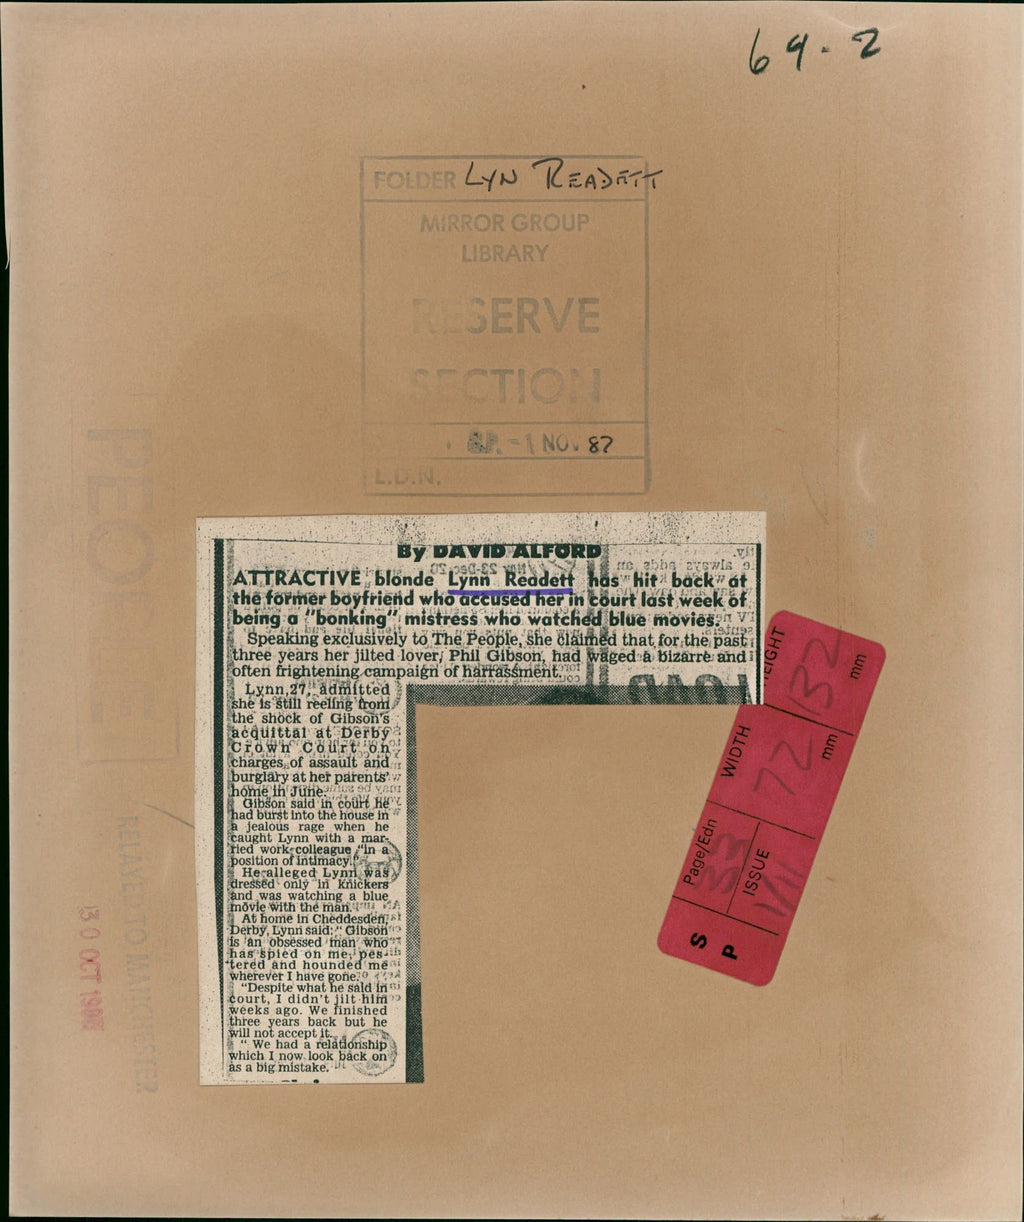 69.2
FOLDER LYN READETT
MIRROR GROUP
LIBRARY
RESERVE
SECTION
-1 NOV 87
L.D.N.
By DAVID ALFORD
ATTRACTIVE blonde Lynn Readett has hit back at
the former boyfriend who accused her in court last week of
being a "bonking" mistress who watched blue movies.
Speaking exclusively to The People, she claimed that for the past
three years her jilted lover, Phil Gibson, had waged a bizarre and
often frightening campaign of harrassment.
Lynn, 27, admitted
she is still reeling from
the shock of Gibson's
acquittal at Derby
Crown Court on
charges of assault and
burglary at her parents'
home in June.
Gibson said in court he
had burst into the house in
a jealous rage when he
caught Lynn with a mar-
ried work colleague "in a
position of intimacy."
He alleged Lynn was
dressed only in knickers
and was watching a blue
movie with the man.
At home in Cheddesden,
Derby, Lynn said: "Gibson
is an obsessed man who
has spied on me, pes-
tered and hounded me
wherever I have gone.
"Despite what he said in
court, I didn't jilt him
weeks ago. We finished
three years back but he
will not accept it.
"We had a relationship
which I now look back on
as a big mistake.
HEIGHT 132 mm
WIDTH 72 mm
Page/Edn 33
ISSUE 1/11
S P
RELAYE TO MANCHESTER
30 OCT